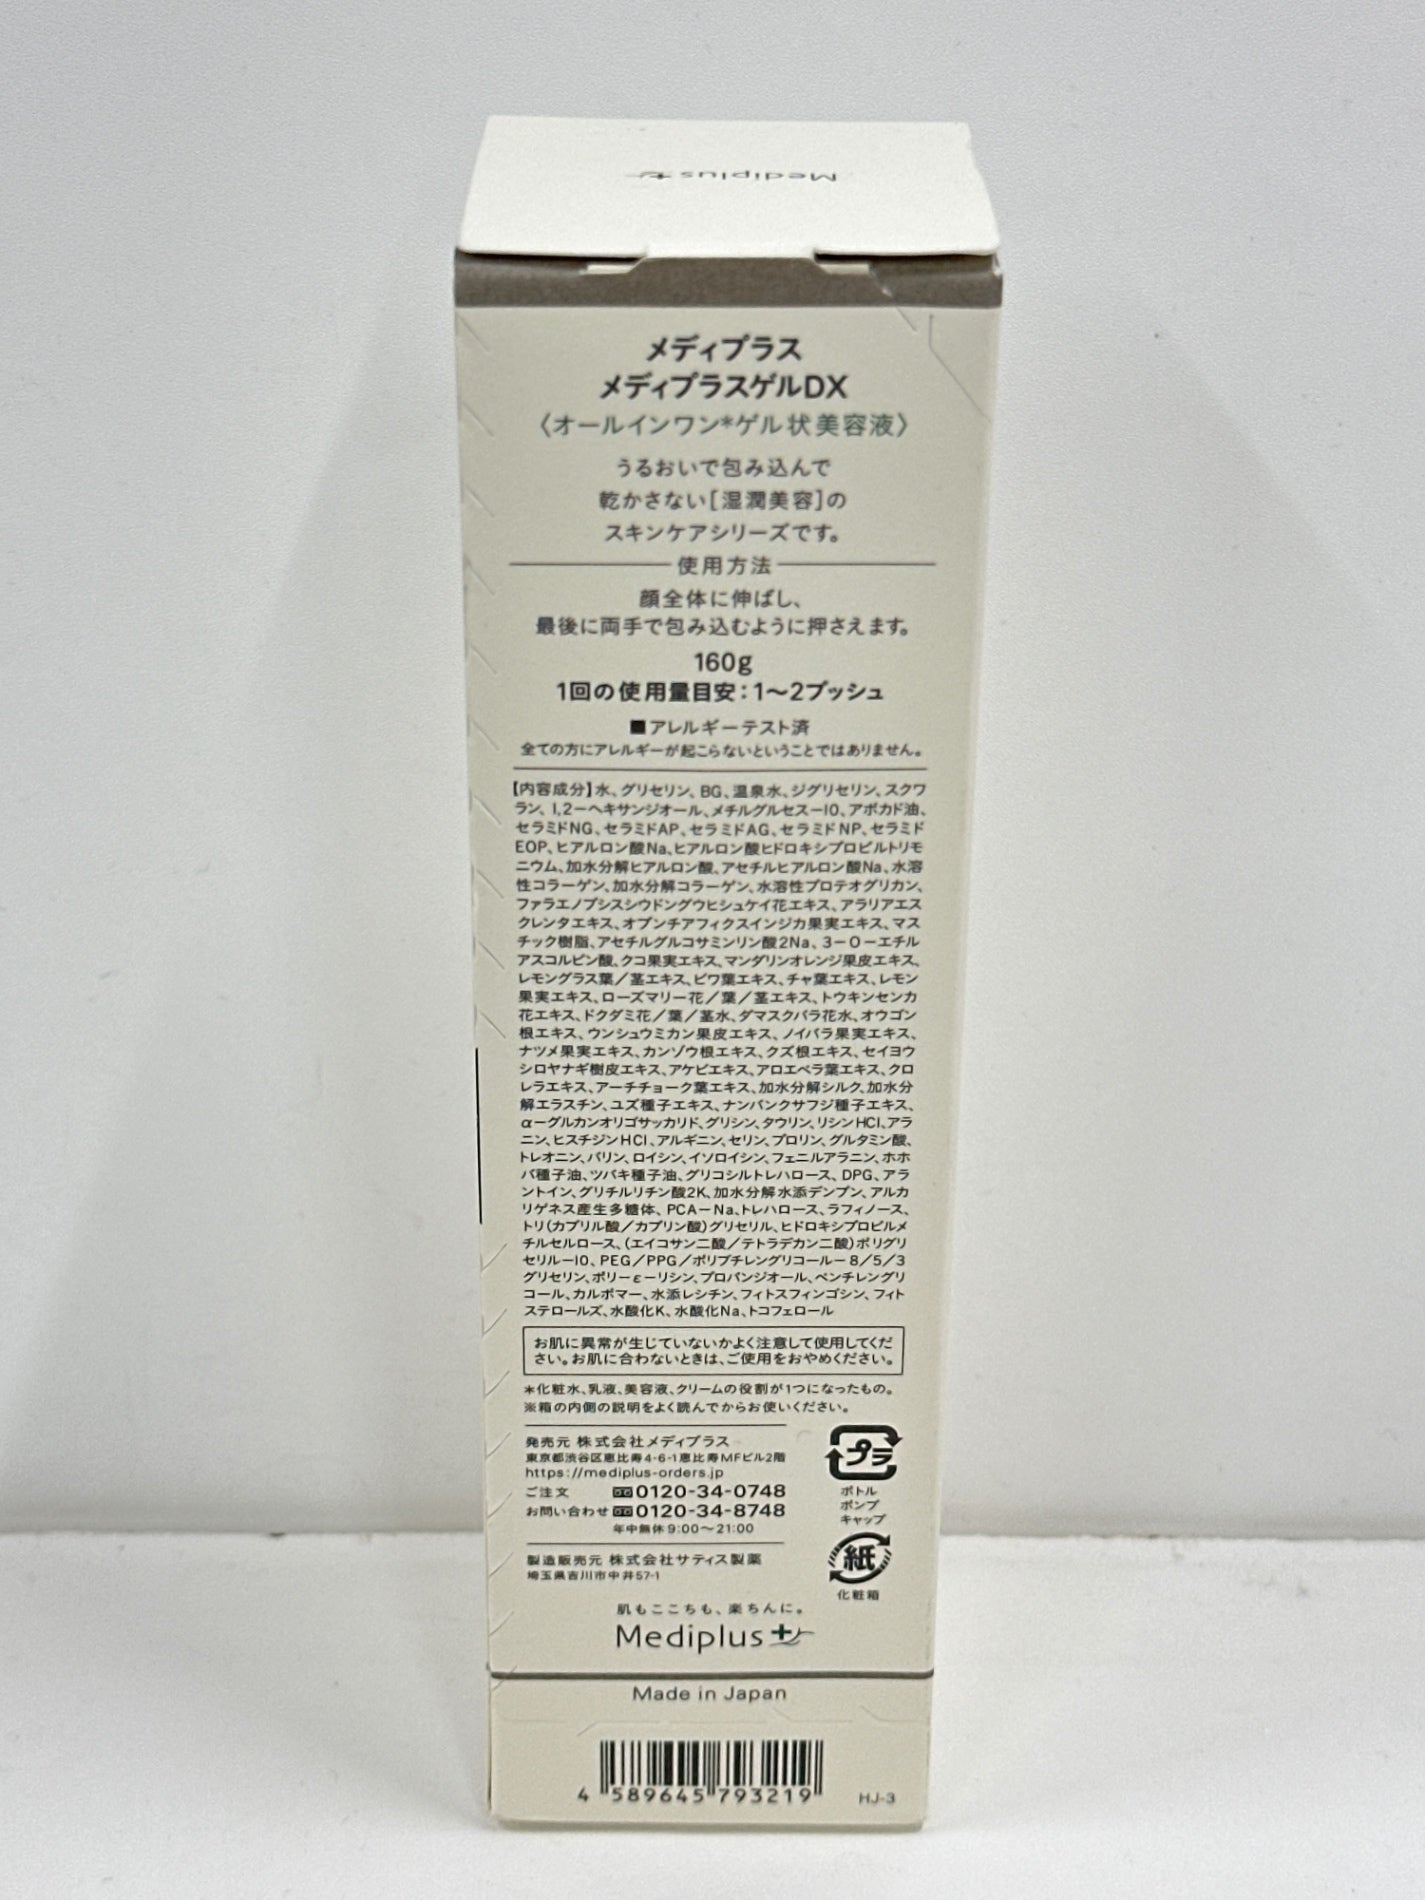 Mediplus
メディプラス
メディプラスゲルDX
〈オールインワン*ゲル状美容液〉
うるおいで包み込んで
乾かさない[湿潤美容]の
スキンケアシリーズです。
使用方法
顔全体に伸ばし、
最後に両手で包み込むように押さえます。
160g
1回の使用量目安：1〜2プッシュ
■アレルギーテスト済
全ての方にアレルギーが起こらないということではありません。
【内容成分】水、グリセリン、BG、温泉水、ジグリセリン、スクワ
ラン、1,2ーヘキサンジオール、メチルグルセスー10、アボカド油、
セラミドNG、セラミドAP、セラミドAG、セラミドNP、セラミド
EOP、ヒアルロン酸Na、ヒアルロン酸ヒドロキシプロピルトリモ
ニウム、加水分解ヒアルロン酸、アセチルヒアルロン酸Na、水溶
性コラーゲン、加水分解コラーゲン、水溶性プロテオグリカン、
ファラエノプシスシウドングウヒシュケイ花エキス、アラリアエス
クレンタエキス、オプンチアフィクスインジカ果実エキス、マス
チック樹脂、アセチルグルコサミンリン酸2Na、3ーOーエチル
アスコルビン酸、クコ果実エキス、マンダリンオレンジ果皮エキス、
レモングラス葉／茎エキス、ビワ葉エキス、チャ葉エキス、レモン
果実エキス、ローズマリー花／葉／茎エキス、トウキンセンカ
花エキス、ドクダミ花／葉／茎水、ダマスクバラ花水、オウゴン
根エキス、ウンシュウミカン果皮エキス、ノイバラ果実エキス、
ナツメ果実エキス、カンゾウ根エキス、クズ根エキス、セイヨウ
シロヤナギ樹皮エキス、アケビエキス、アロエベラ葉エキス、クロ
レラエキス、アーチチョーク葉エキス、加水分解シルク、加水分
解エラスチン、ユズ種子エキス、ナンバンクサフジ種子エキス、
αーグルカンオリゴサッカリド、グリシン、タウリン、リシンHCl、アラ
ニン、ヒスチジンHCl、アルギニン、セリン、プロリン、グルタミン酸、
トレオニン、バリン、ロイシン、イソロイシン、フェニルアラニン、ホホ
バ種子油、ツバキ種子油、グリコシルトレハロース、DPG、アラ
ントイン、グリチルリチン酸2K、加水分解水添デンプン、アルカ
リゲネス産生多糖体、PCAーNa、トレハロース、ラフィノース、
トリ(カプリル酸／カプリン酸)グリセリル、ヒドロキシプロピルメ
チルセルロース、(エイコサン二酸／テトラデカン二酸)ポリグリ
セリルー10、PEG／PPG／ポリブチレングリコールー8／5／3
グリセリン、ポリーεーリシン、プロパンジオール、ペンチレングリ
コール、カルボマー、水添レシチン、フィトスフィンゴシン、フィト
ステロールズ、水酸化K、水酸化Na、トコフェロール
お肌に異常が生じていないかよく注意して使用してくだ
さい。お肌に合わないときは、ご使用をおやめください。
*化粧水、乳液、美容液、クリームの役割が1つになったもの。
※箱の内側の説明をよく読んでからお使いください。
発売元 株式会社メディプラス
東京都渋谷区恵比寿4-6-1恵比寿MFビル2階
https://mediplus-orders.jp
ご注文 0120-34-0748
お問い合わせ 0120-34-8748
年中無休9:00〜21:00
製造販売元 株式会社サティス製薬
埼玉県吉川市中井57-1
プラ
ボトル
ポンプ
キャップ
紙
化粧箱
肌もここちも、楽ちんに。
Mediplus
Made in Japan
4 589645 793219
HJ-3